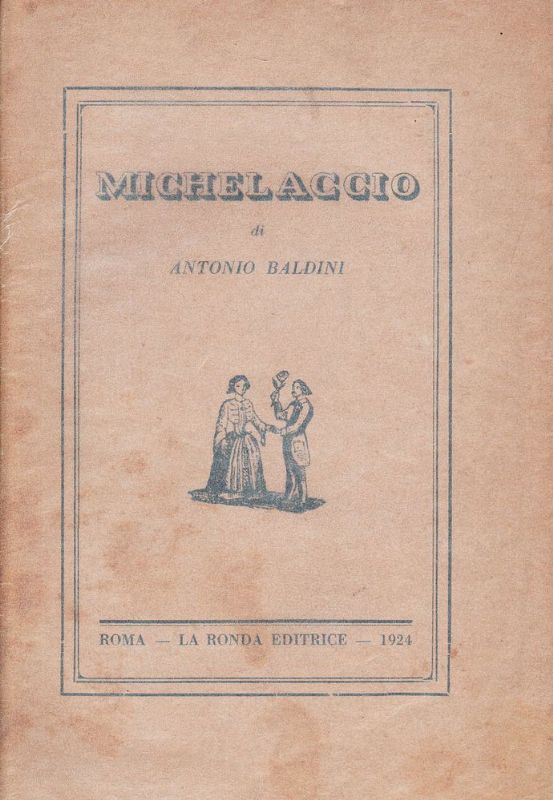 MICHELACCIO
di
ANTONIO BALDINI
ROMA — LA RONDA EDITRICE — 1924